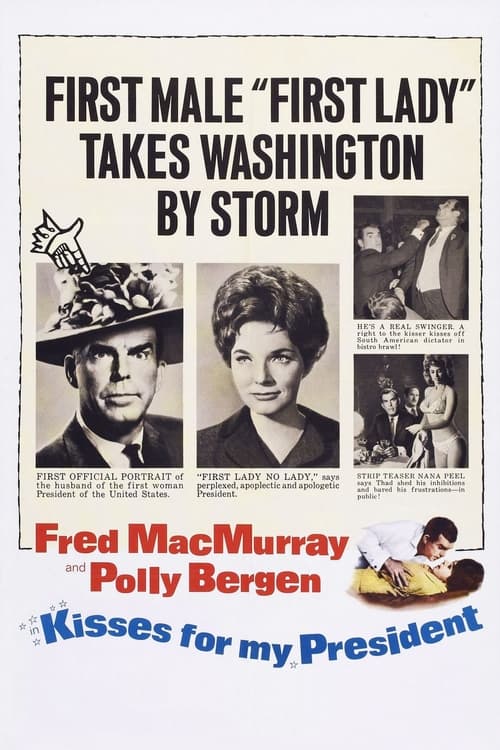 FIRST MALE "FIRST LADY"
TAKES WASHINGTON
BY STORM
HE'S A REAL SWINGER. A
right to the kisser kisses off
South American dictator in
bistro brawl!
FIRST OFFICIAL PORTRAIT of
the husband of the first woman
President of the United States.
"FIRST LADY NO LADY," says
perplexed, apoplectic and apologetic
President.
STRIP TEASER NANA PEEL
says Thad shed his inhibitions
and bared his frustrations—in
public!
Fred MacMurray
and Polly Bergen
in Kisses for my President